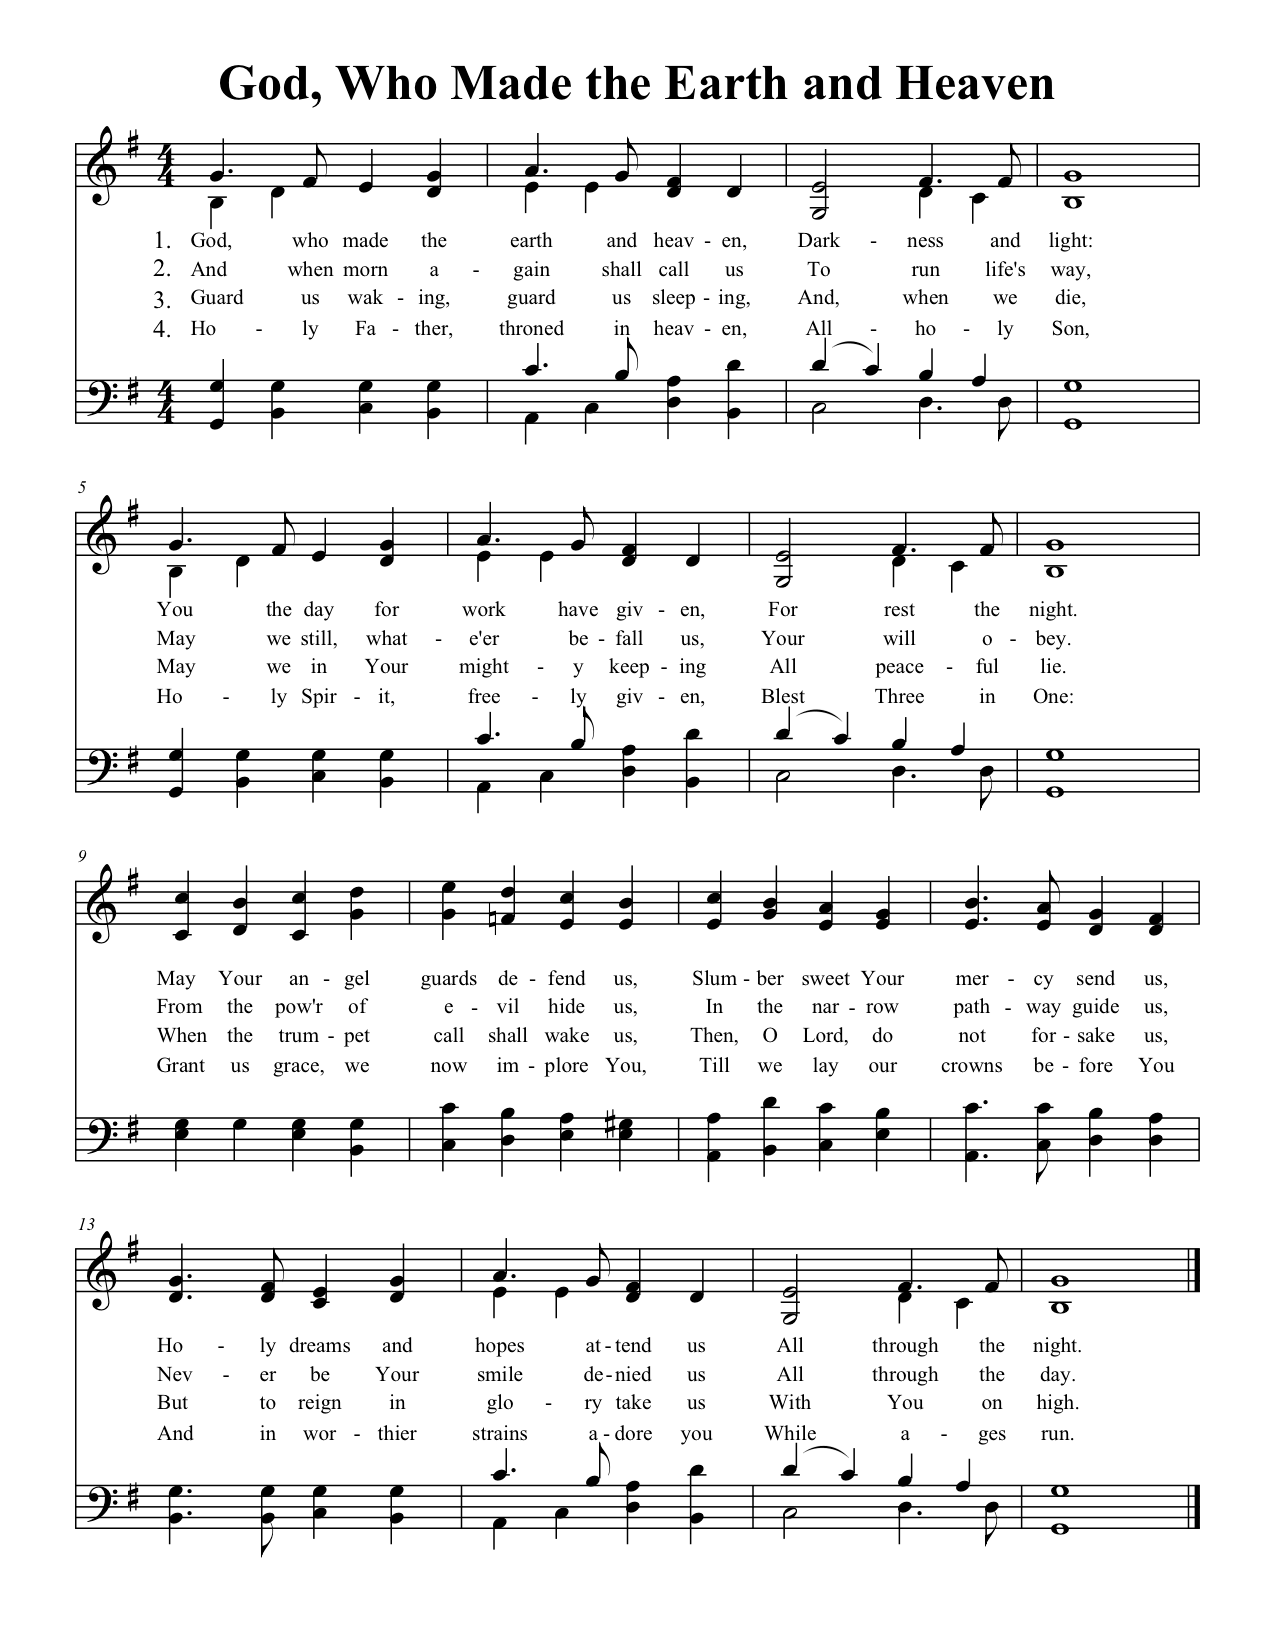 God, Who Made the Earth and Heaven
4 4
1. God, who made the earth and heav - en, Dark - ness and light:
2. And when morn a - gain shall call us To run life's way,
3. Guard us wak - ing, guard us sleep - ing, And, when we die,
4. Ho - ly Fa - ther, throned in heav - en, All - ho - ly Son,
4 4
5
You the day for work have giv - en, For rest the night.
May we still, what - e'er be - fall us, Your will o - bey.
May we in Your might - y keep - ing All peace - ful lie.
Ho - ly Spir - it, free - ly giv - en, Blest Three in One:
9
May Your an - gel guards de - fend us, Slum - ber sweet Your mer - cy send us,
From the pow'r of e - vil hide us, In the nar - row path - way guide us,
When the trum - pet call shall wake us, Then, O Lord, do not for - sake us,
Grant us grace, we now im - plore You, Till we lay our crowns be - fore You
13
Ho - ly dreams and hopes at - tend us All through the night.
Nev - er be Your smile de - nied us All through the day.
But to reign in glo - ry take us With You on high.
And in wor - thier strains a - dore you While a - ges run.